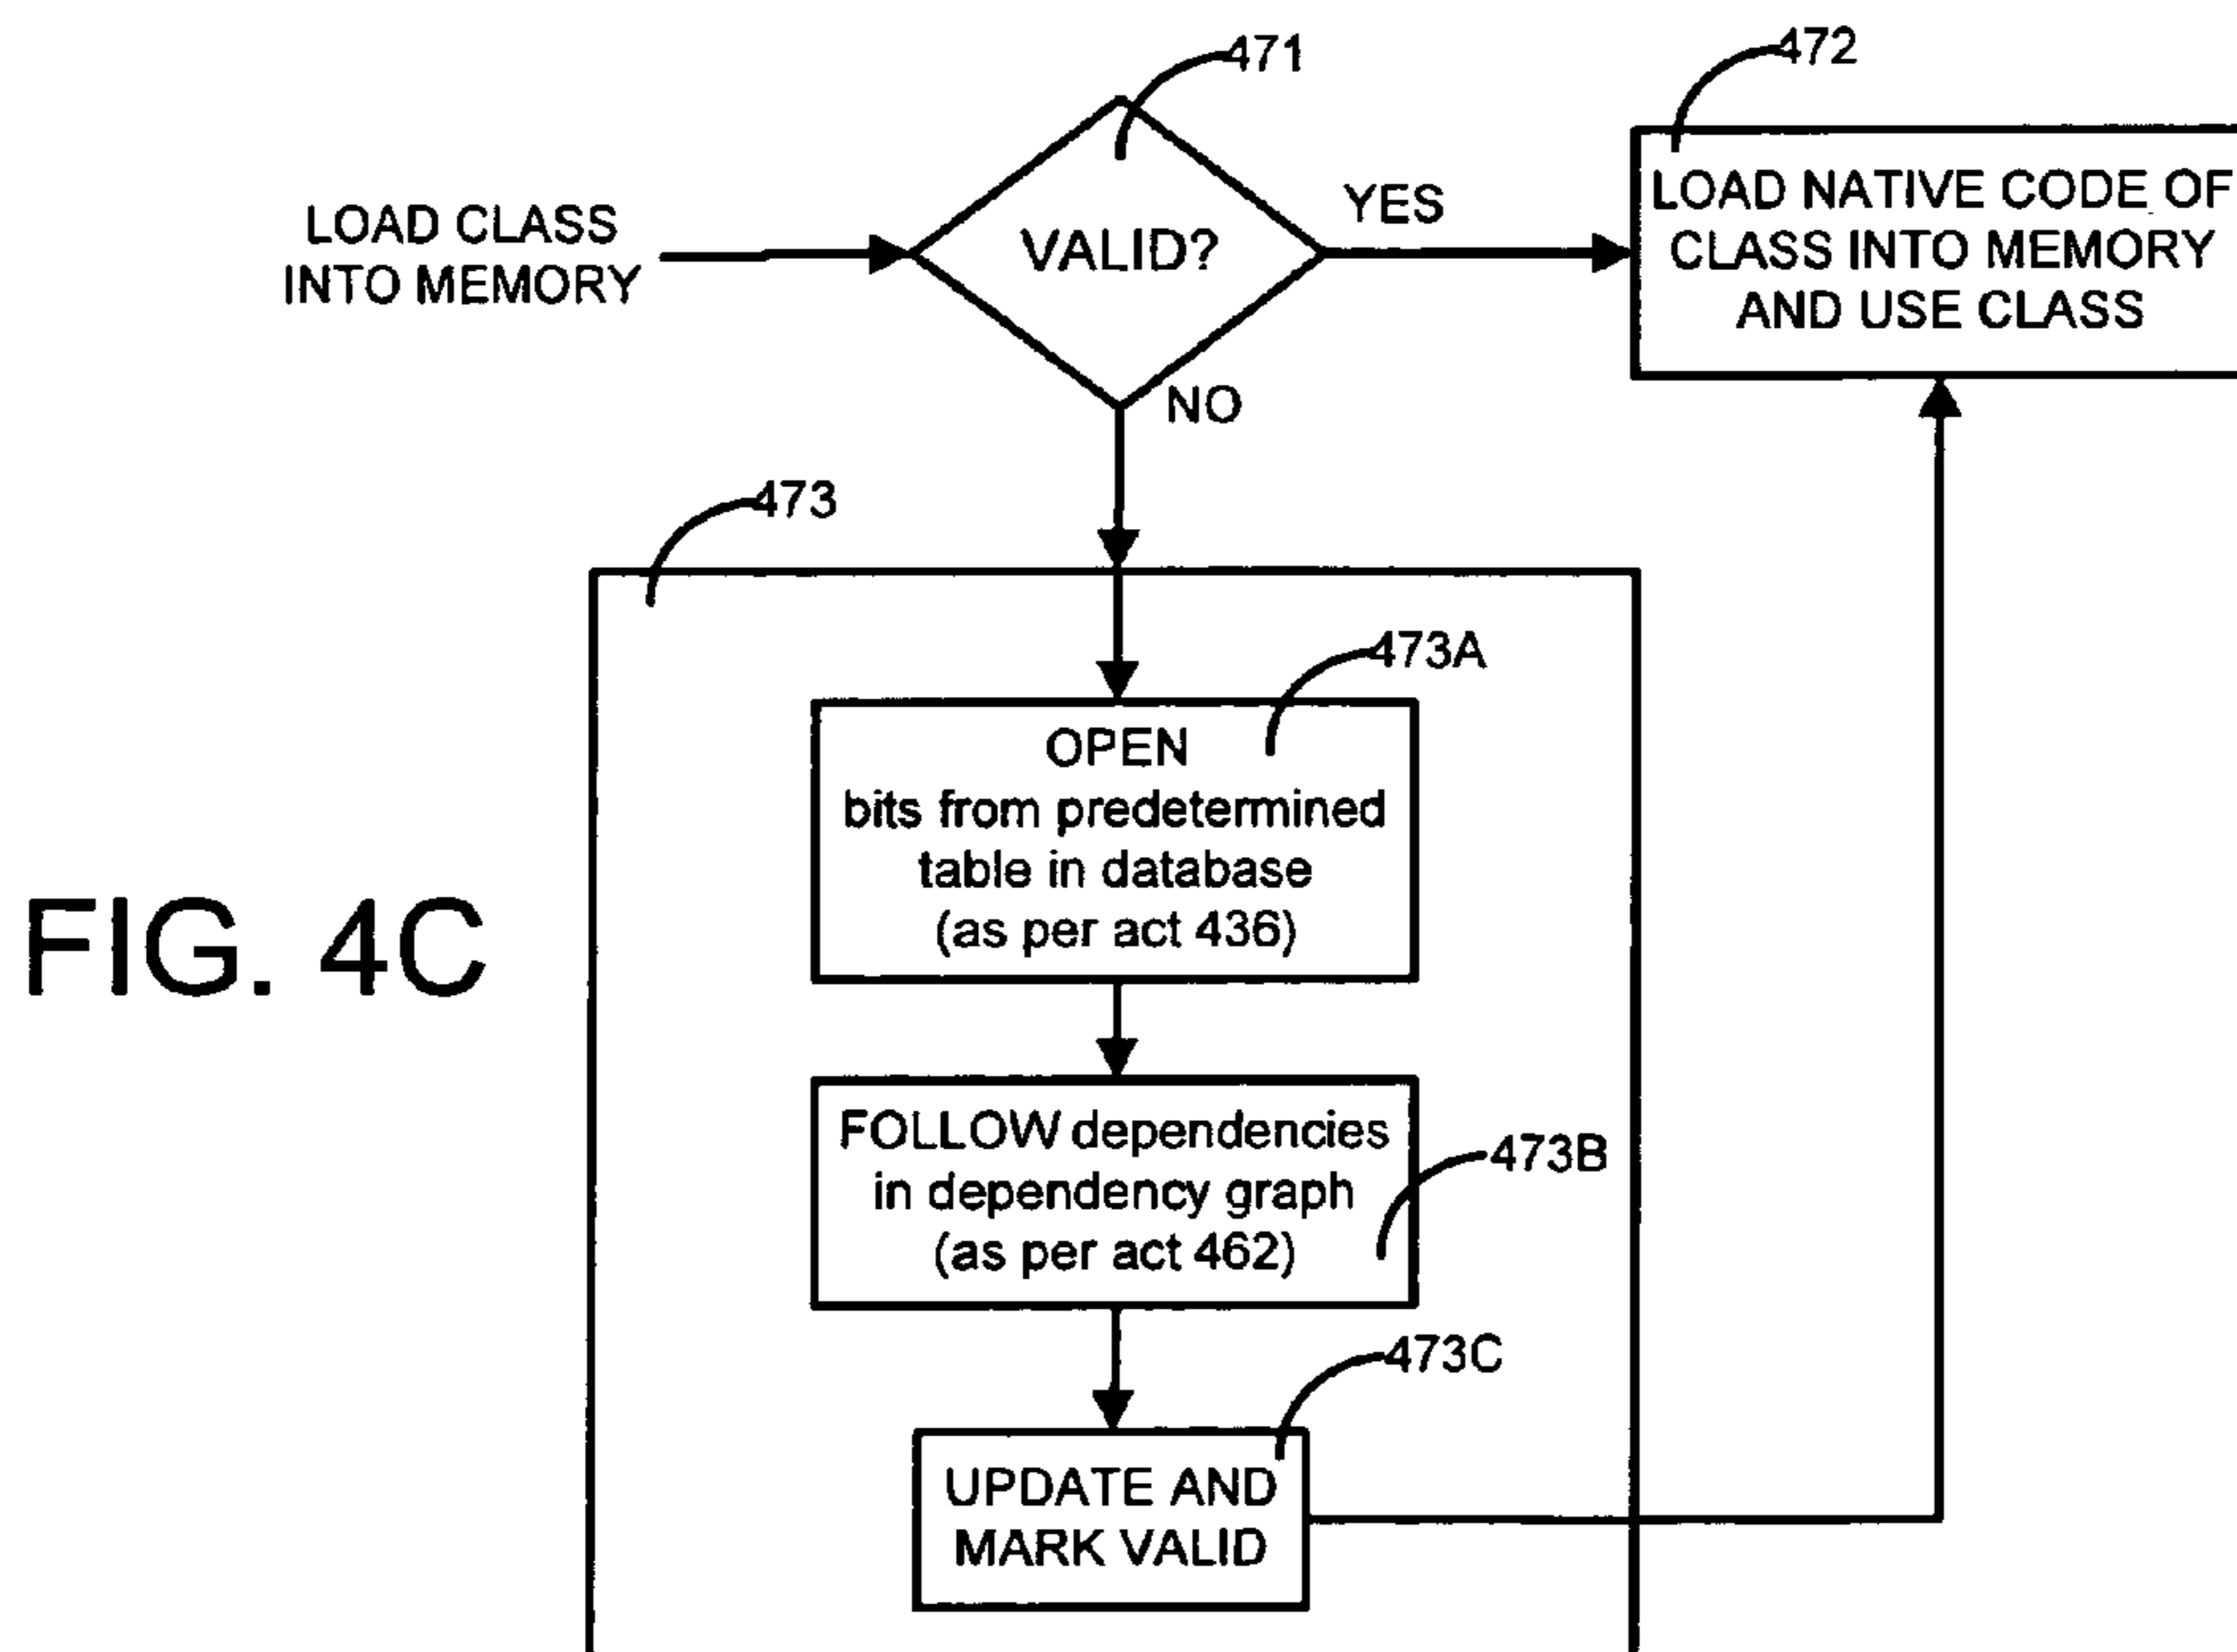 471
472
LOAD CLASS
INTO MEMORY
VALID?
YES
LOAD NATIVE CODE OF
CLASS INTO MEMORY
AND USE CLASS
NO
473
473A
OPEN
bits from predetermined
table in database
(as per act 436)
FIG. 4C
FOLLOW dependencies
in dependency graph
(as per act 462)
473B
473C
UPDATE AND
MARK VALID